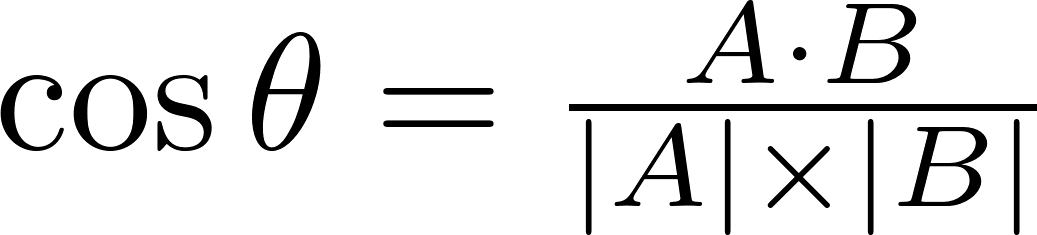 cos θ = A·B / |A|×|B|